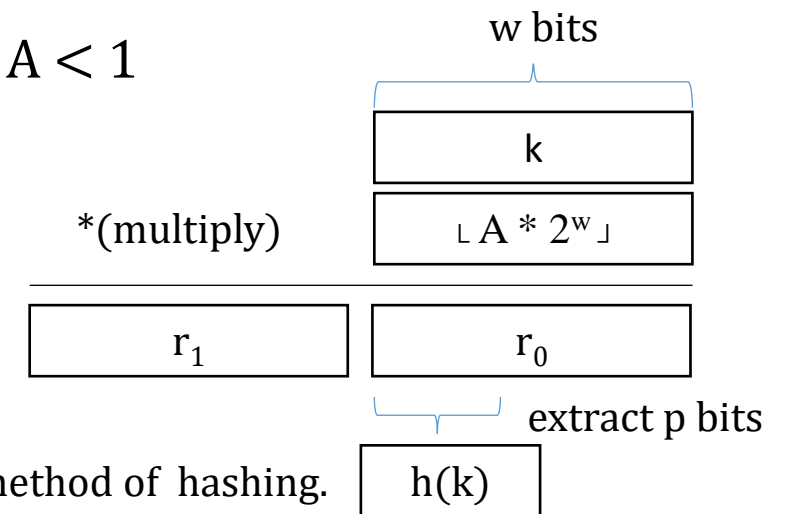 w bits
A < 1
k
*(multiply)
⌞ A * 2ʷ ⌟
r₁
r₀
extract p bits
method of hashing.
h(k)